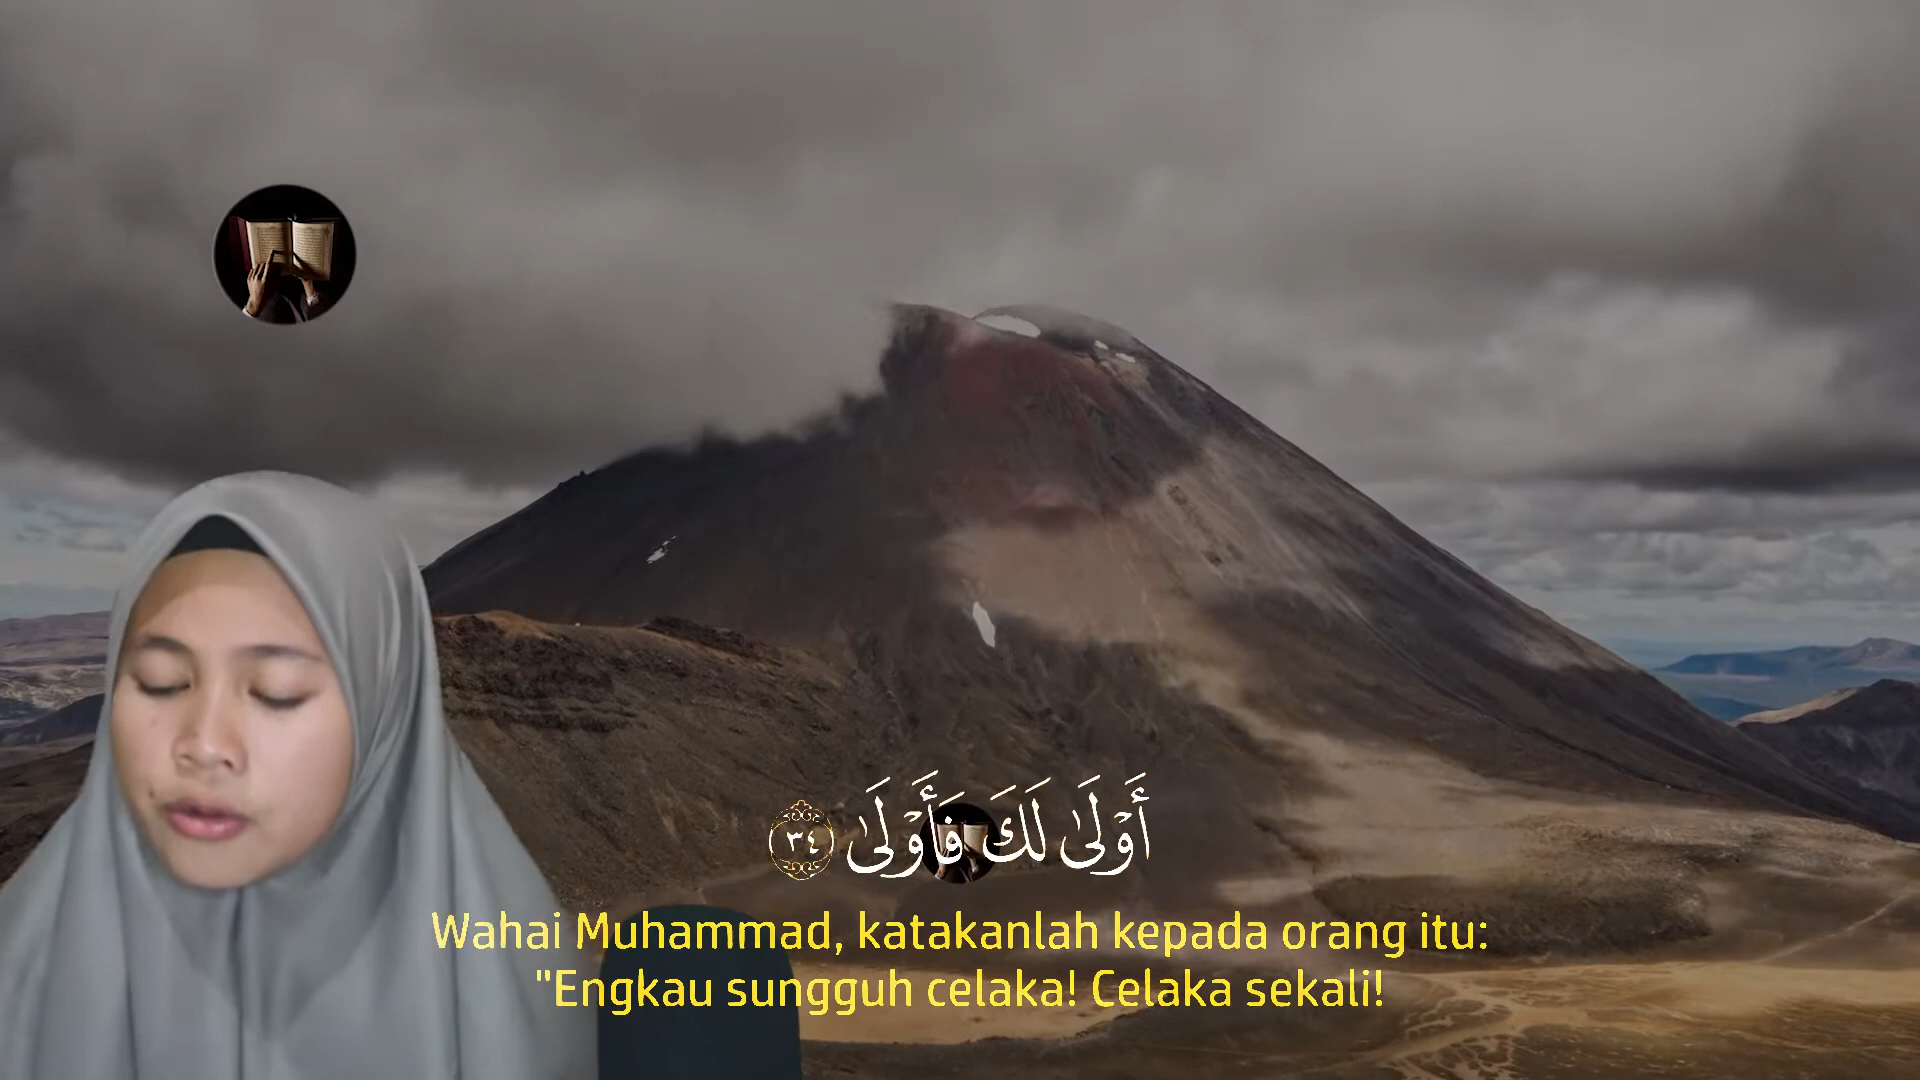 أَوْلَىٰ لَكَ فَأَوْلَىٰ ٣٤
Wahai Muhammad, katakanlah kepada orang itu:
"Engkau sungguh celaka! Celaka sekali!